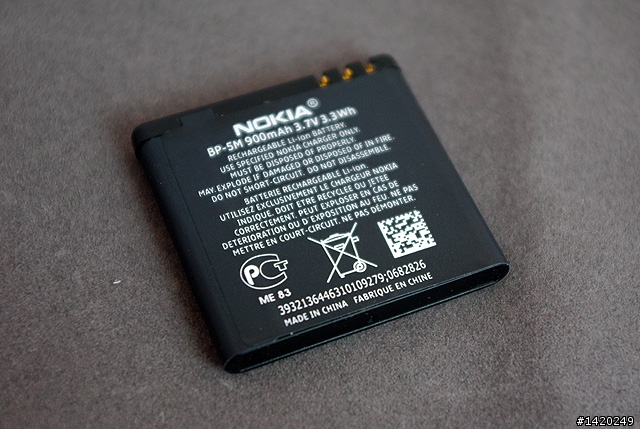 NOKIA®
BP-5M 900mAh 3.7V 3.3Wh
RECHARGEABLE Li-Ion BATTERY.
USE SPECIFIED NOKIA CHARGER ONLY.
MUST BE DISPOSED OF PROPERLY.
MAY EXPLODE IF DAMAGED OR DISPOSED OF IN FIRE.
DO NOT SHORT-CIRCUIT. DO NOT DISASSEMBLE.
BATTERIE RECHARGEABLE Li-Ion.
UTILISEZ EXCLUSIVEMENT LE CHARGEUR NOKIA
INDIQUE. DOIT ETRE RECYCLEE OU JETEE
CORRECTEMENT. PEUT EXPLOSER EN CAS DE
DETERIORATION OU D'EXPOSITION AU FEU. NE PAS
METTRE EN COURT-CIRCUIT. NE PAS DÉMONTER.
РСТ
ME 83
3932136446310109279;0682826
MADE IN CHINA FABRIQUE EN CHINE
#1420249